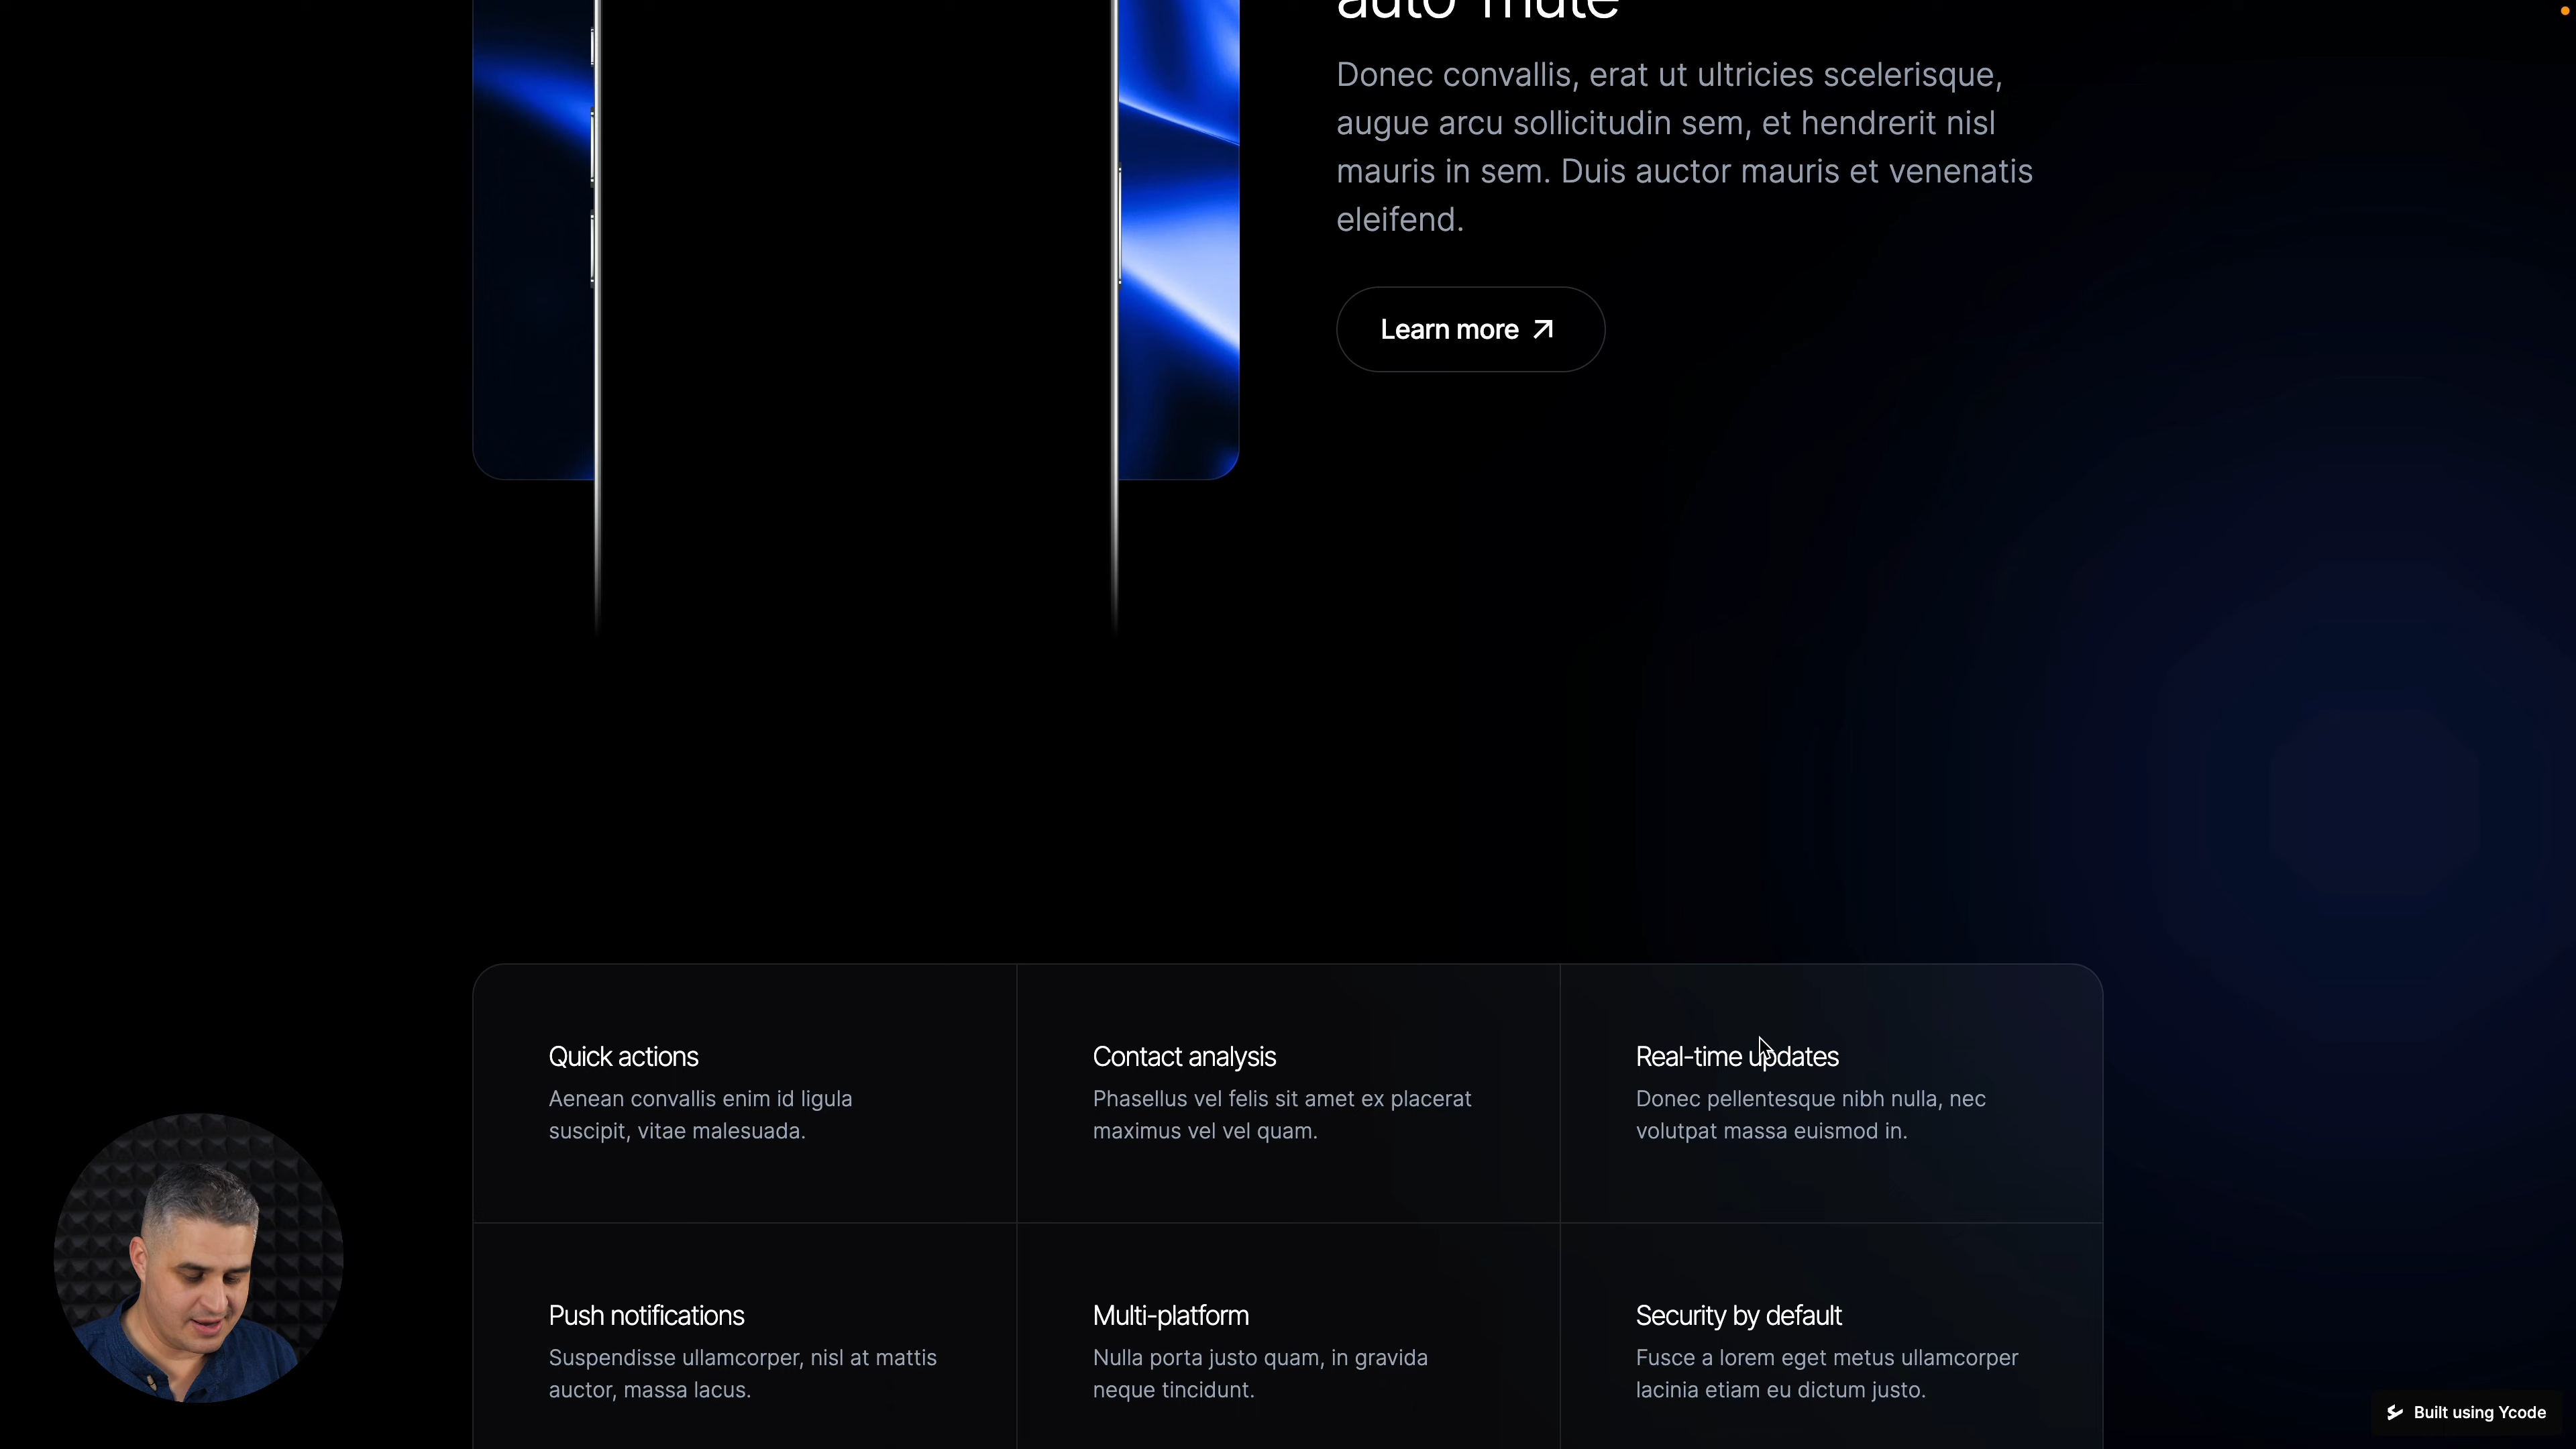 auto-mute
Donec convallis, erat ut ultricies scelerisque,
augue arcu sollicitudin sem, et hendrerit nisl
mauris in sem. Duis auctor mauris et venenatis
eleifend.
Learn more
Quick actions
Aenean convallis enim id ligula
suscipit, vitae malesuada.
Contact analysis
Phasellus vel felis sit amet ex placerat
maximus vel vel quam.
Real-time updates
Donec pellentesque nibh nulla, nec
volutpat massa euismod in.
Push notifications
Suspendisse ullamcorper, nisl at mattis
auctor, massa lacus.
Multi-platform
Nulla porta justo quam, in gravida
neque tincidunt.
Security by default
Fusce a lorem eget metus ullamcorper
lacinia etiam eu dictum justo.
Built using Ycode